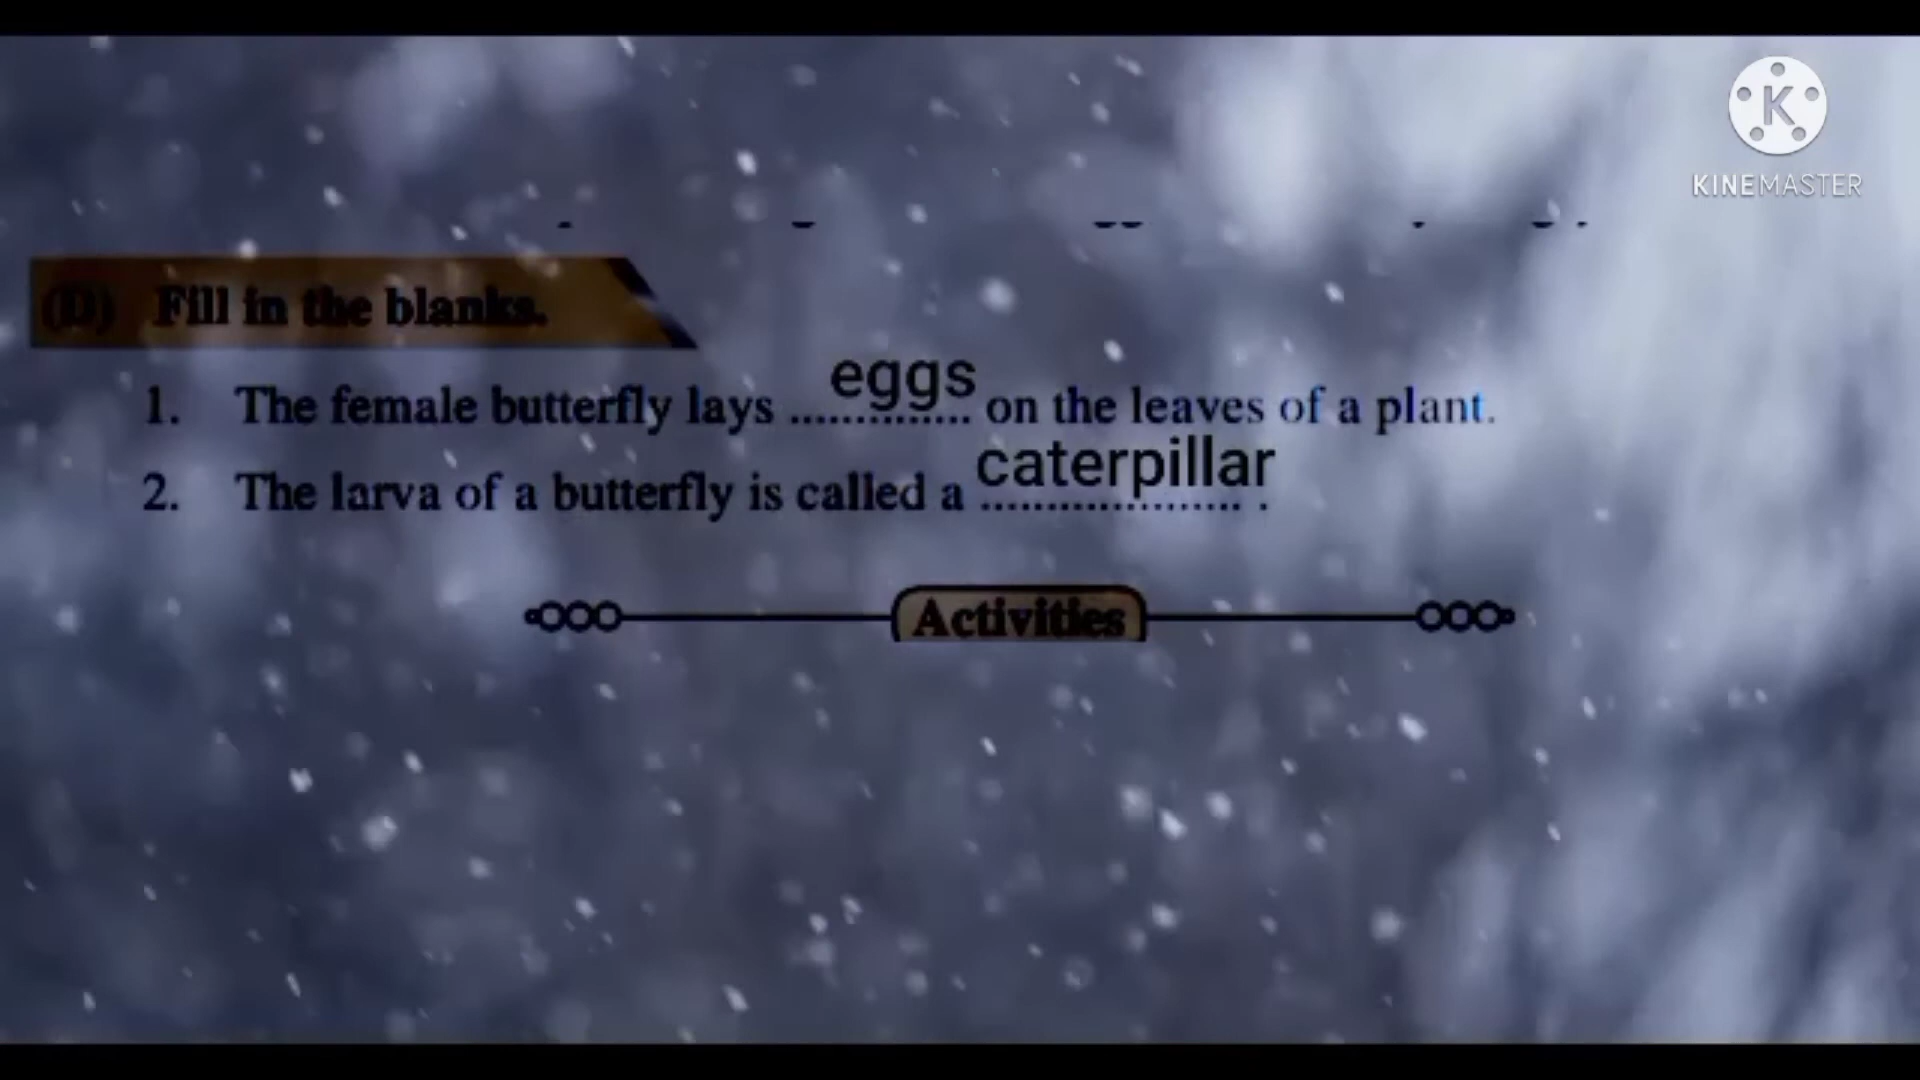 KINEMASTER
(D) Fill in the blanks.
1. The female butterfly lays eggs on the leaves of a plant.
2. The larva of a butterfly is called a caterpillar .
Activities